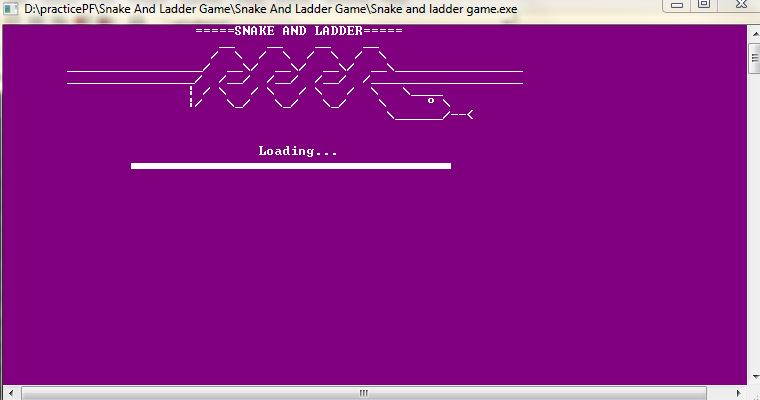 D:\practicePF\Snake And Ladder Game\Snake And Ladder Game\Snake and ladder game.exe
=====SNAKE AND LADDER=====
Loading...